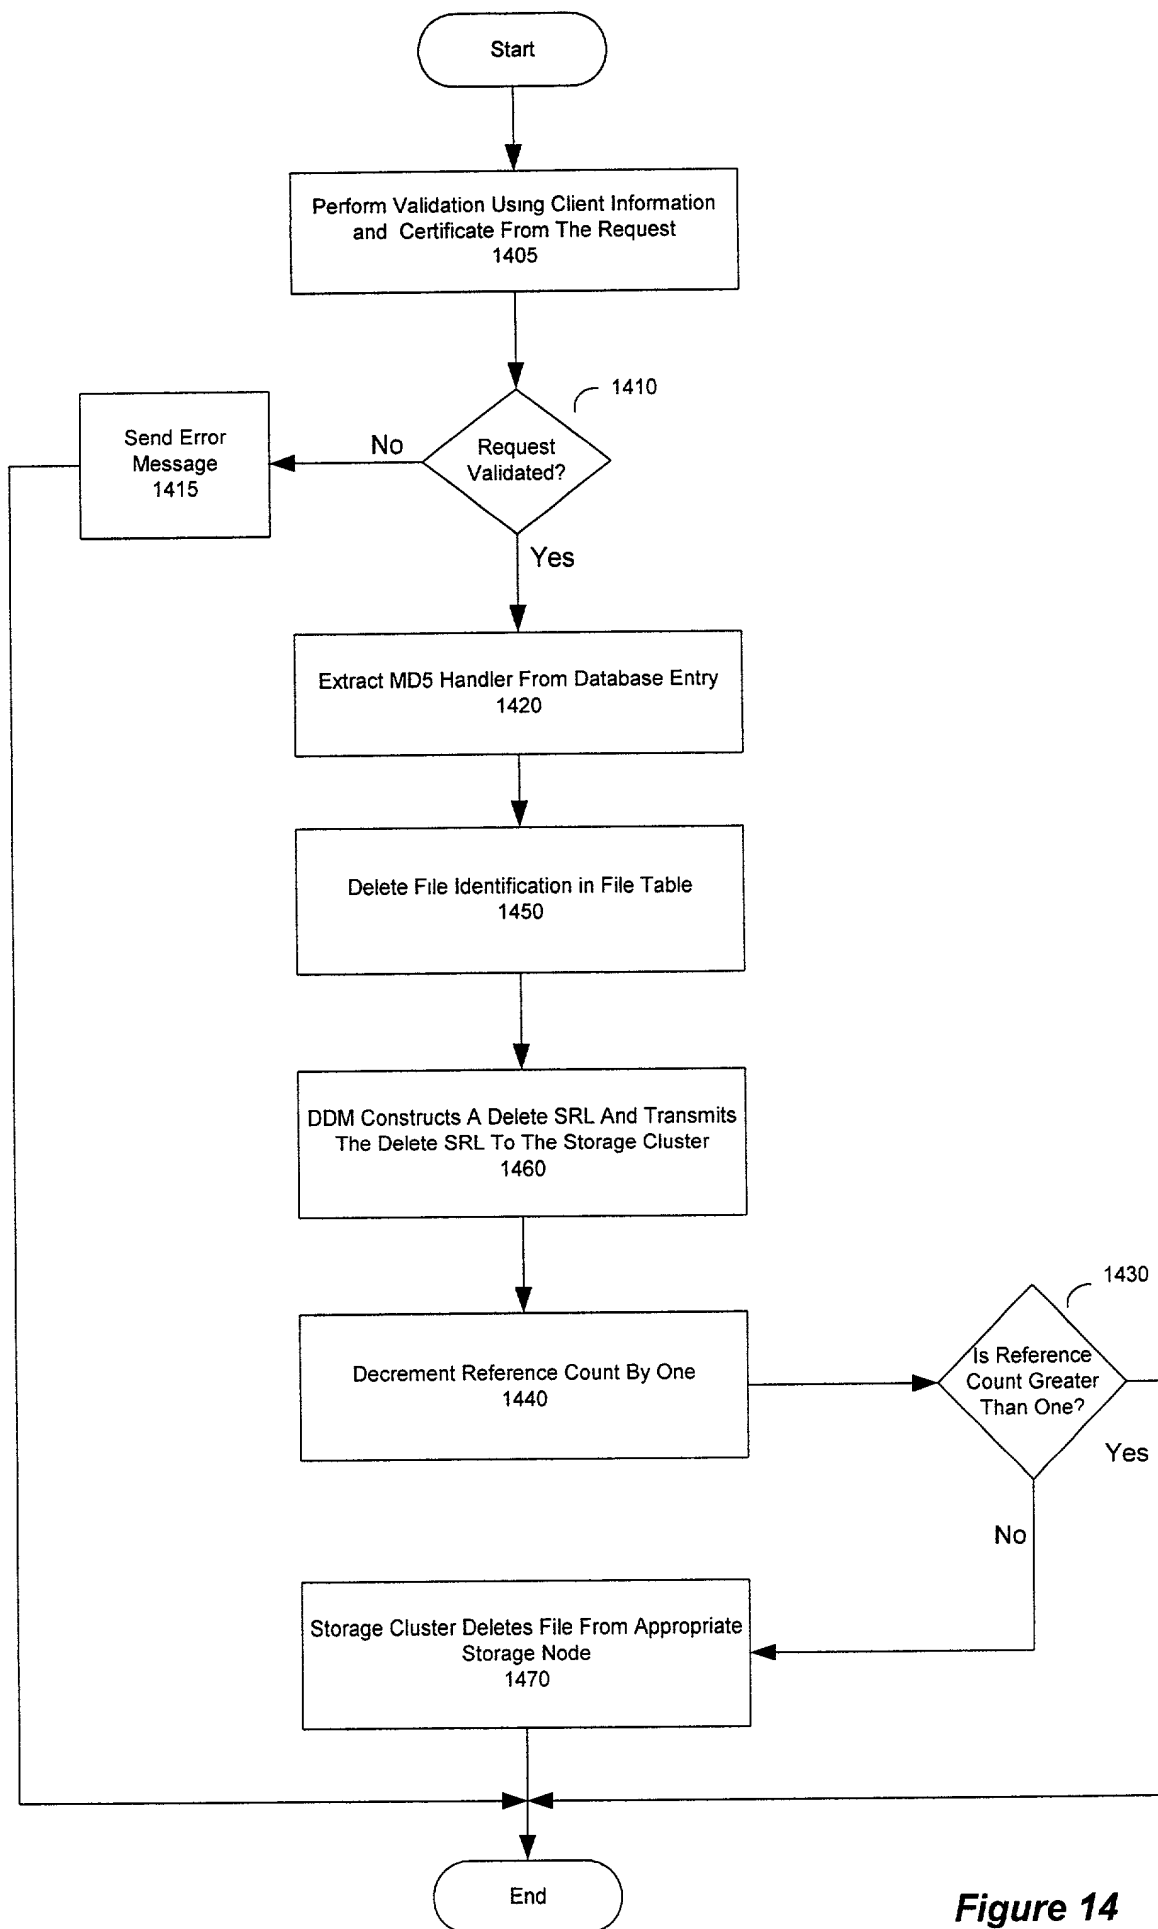 Start
Perform Validation Using Client Information
and Certificate From The Request
1405
1410
Request
Validated?
No
Send Error
Message
1415
Yes
Extract MD5 Handler From Database Entry
1420
Delete File Identification in File Table
1450
DDM Constructs A Delete SRL And Transmits
The Delete SRL To The Storage Cluster
1460
Decrement Reference Count By One
1440
1430
Is Reference
Count Greater
Than One?
Yes
No
Storage Cluster Deletes File From Appropriate
Storage Node
1470
End
Figure 14